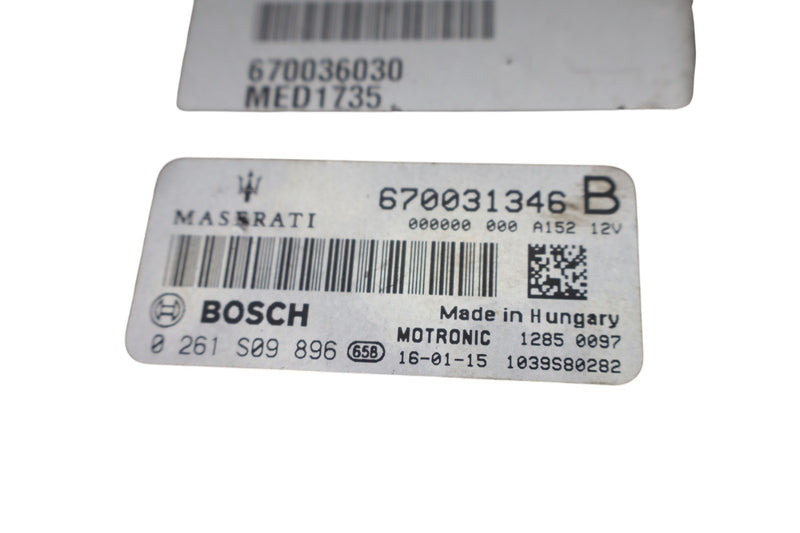 670036030
MED1735
670031346 B
MASERATI
000000 000 A152 12V
BOSCH
Made in Hungary
MOTRONIC 1285 0097
0 261 S09 896 658 16-01-15 1039S80282